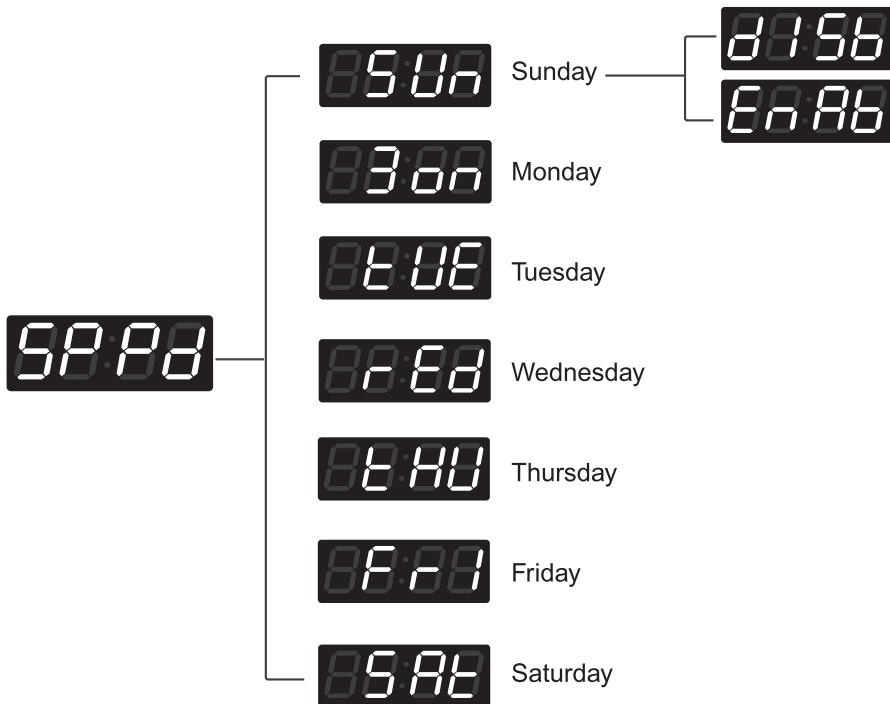 SPPd
SUn Sunday
3on Monday
tUE Tuesday
rEd Wednesday
tHU Thursday
Fr1 Friday
SAt Saturday
d1Sb
EnAb